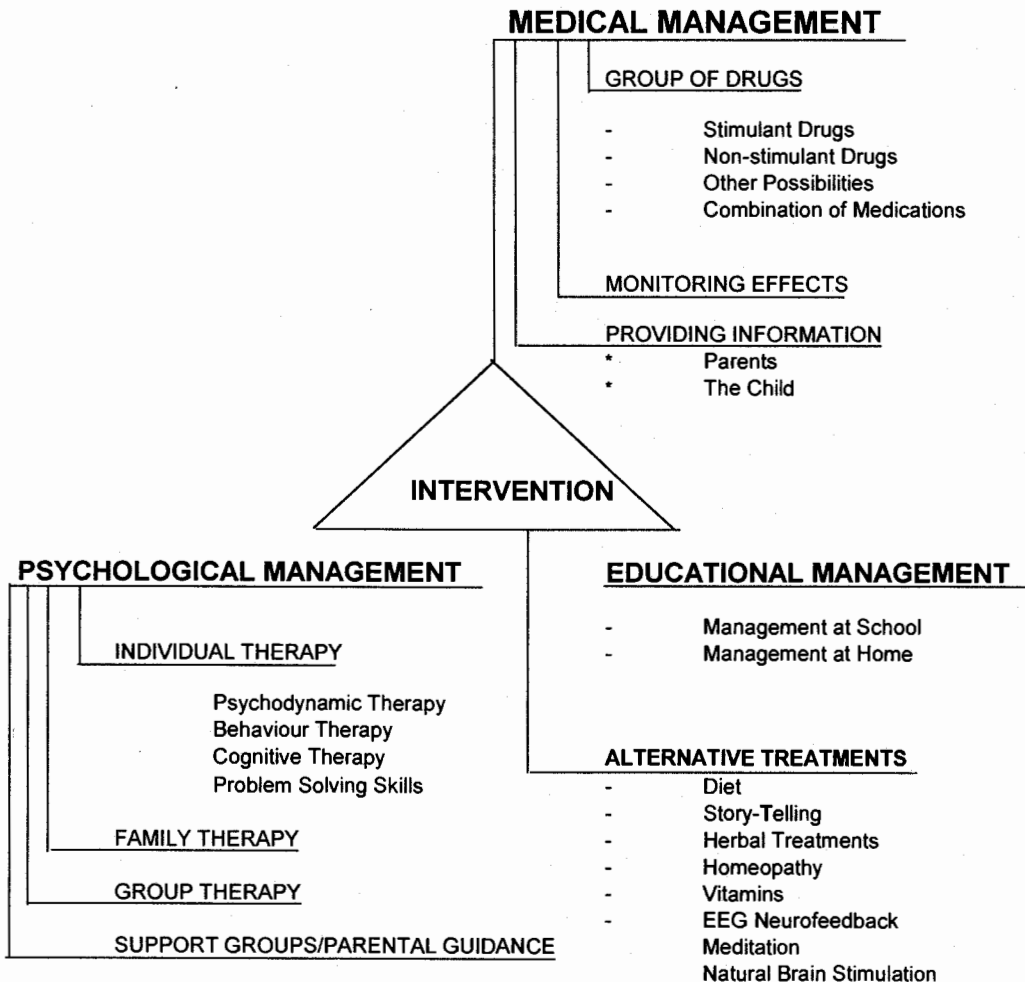 MEDICAL MANAGEMENT
GROUP OF DRUGS
- Stimulant Drugs
- Non-stimulant Drugs
- Other Possibilities
- Combination of Medications
MONITORING EFFECTS
PROVIDING INFORMATION
* Parents
* The Child
INTERVENTION
PSYCHOLOGICAL MANAGEMENT
INDIVIDUAL THERAPY
Psychodynamic Therapy
Behaviour Therapy
Cognitive Therapy
Problem Solving Skills
FAMILY THERAPY
GROUP THERAPY
SUPPORT GROUPS/PARENTAL GUIDANCE
EDUCATIONAL MANAGEMENT
- Management at School
- Management at Home
ALTERNATIVE TREATMENTS
- Diet
- Story-Telling
- Herbal Treatments
- Homeopathy
- Vitamins
- EEG Neurofeedback
Meditation
Natural Brain Stimulation